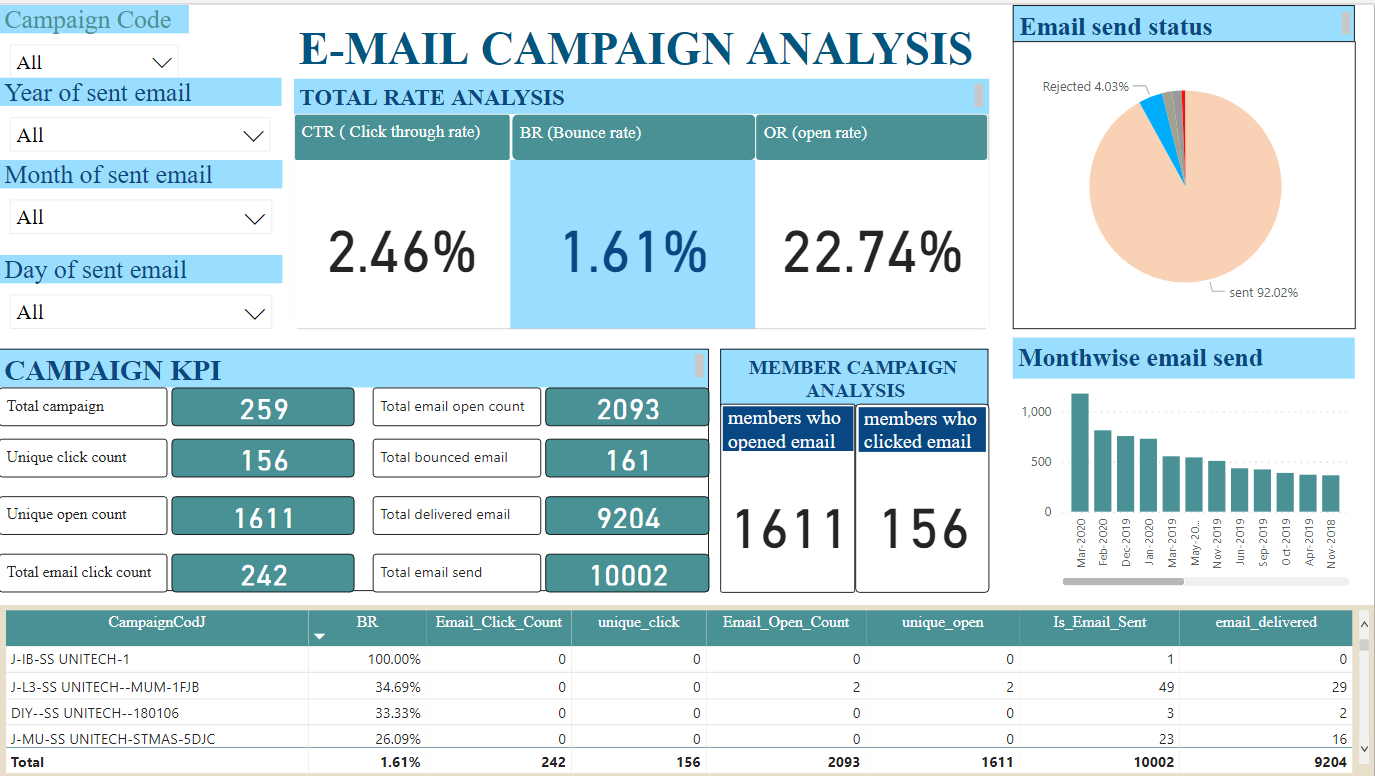 Campaign Code
All
Year of sent email
All
Month of sent email
All
Day of sent email
All
E-MAIL CAMPAIGN ANALYSIS
TOTAL RATE ANALYSIS
CTR ( Click through rate) BR (Bounce rate) OR (open rate)
2.46% 1.61% 22.74%
Email send status
Rejected 4.03%
sent 92.02%
CAMPAIGN KPI
Total campaign 259 Total email open count 2093
Unique click count 156 Total bounced email 161
Unique open count 1611 Total delivered email 9204
Total email click count 242 Total email send 10002
MEMBER CAMPAIGN
ANALYSIS
members who
opened email
members who
clicked email
1611 156
Monthwise email send
1,000
500
0
Mar-2020 Feb-2020 Dec-2019 Jan-2020 Mar-2019 May-20... Nov-2019 Jun-2019 Sep-2019 Oct-2019 Apr-2019 Nov-2018
CampaignCodJ BR Email_Click_Count unique_click Email_Open_Count unique_open Is_Email_Sent email_delivered
J-IB-SS UNITECH-1 100.00% 0 0 0 0 1 0
J-L3-SS UNITECH--MUM-1FJB 34.69% 0 0 2 2 49 29
DIY--SS UNITECH--180106 33.33% 0 0 0 0 3 2
J-MU-SS UNITECH-STMAS-5DJC 26.09% 0 0 0 0 23 16
Total 1.61% 242 156 2093 1611 10002 9204